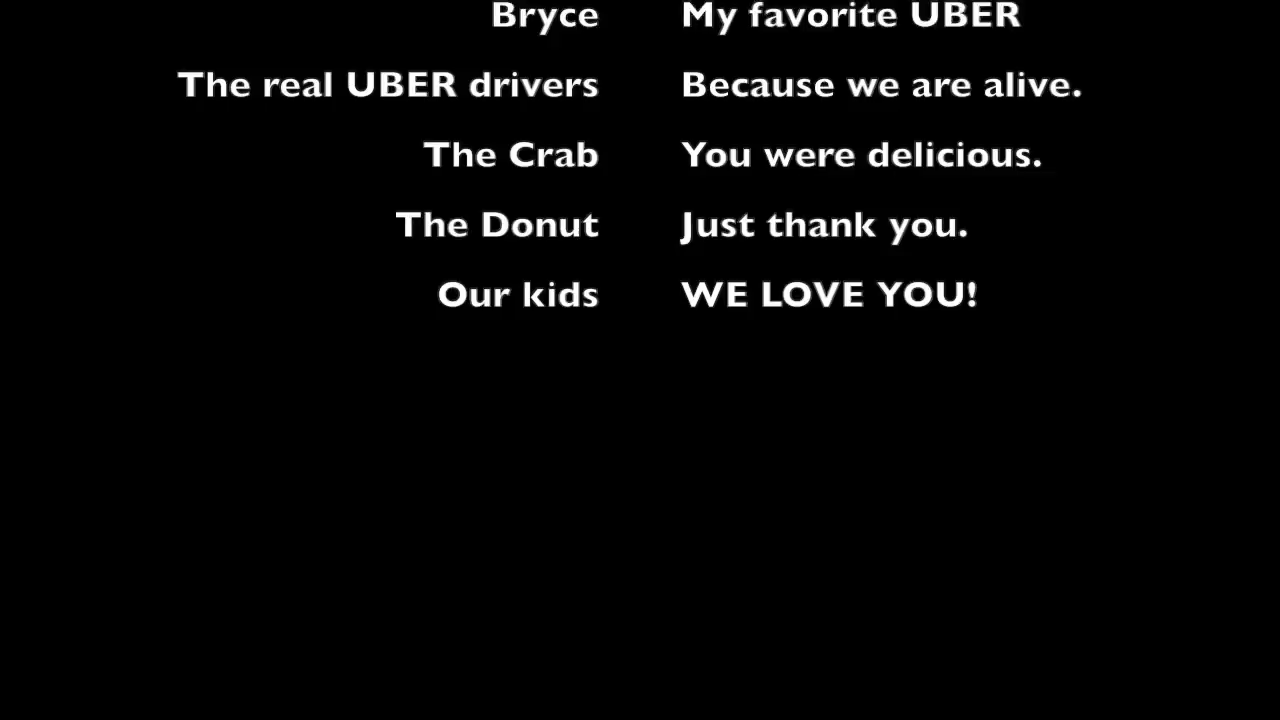 Bryce My favorite UBER
The real UBER drivers Because we are alive.
The Crab You were delicious.
The Donut Just thank you.
Our kids WE LOVE YOU!